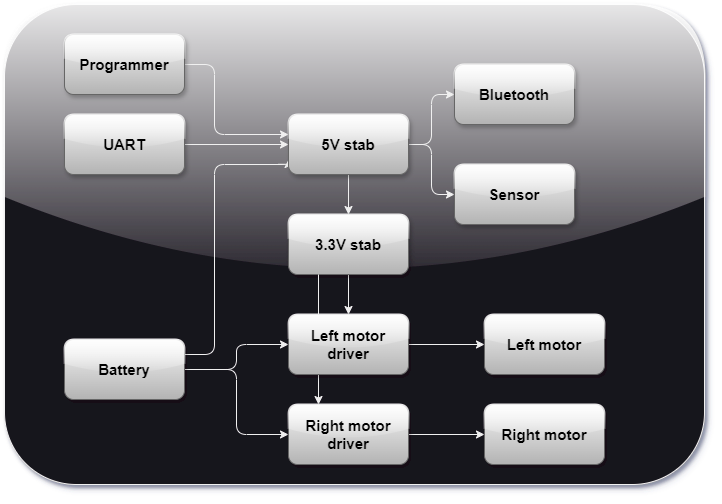 Programmer
Bluetooth
UART
5V stab
Sensor
3.3V stab
Left motor
driver
Left motor
Battery
Right motor
driver
Right motor